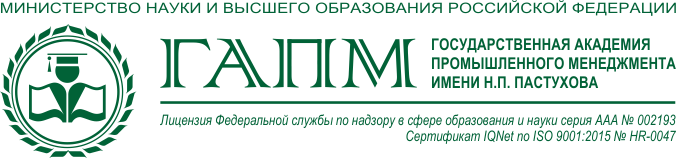 МИНИСТЕРСТВО НАУКИ И ВЫСШЕГО ОБРАЗОВАНИЯ РОССИЙСКОЙ ФЕДЕРАЦИИ
ГАПМ
ГОСУДАРСТВЕННАЯ АКАДЕМИЯ
ПРОМЫШЛЕННОГО МЕНЕДЖМЕНТА
ИМЕНИ Н.П. ПАСТУХОВА
Лицензия Федеральной службы по надзору в сфере образования и науки серия ААА № 002193
Сертификат IQNet по ISO 9001:2015 № HR-0047